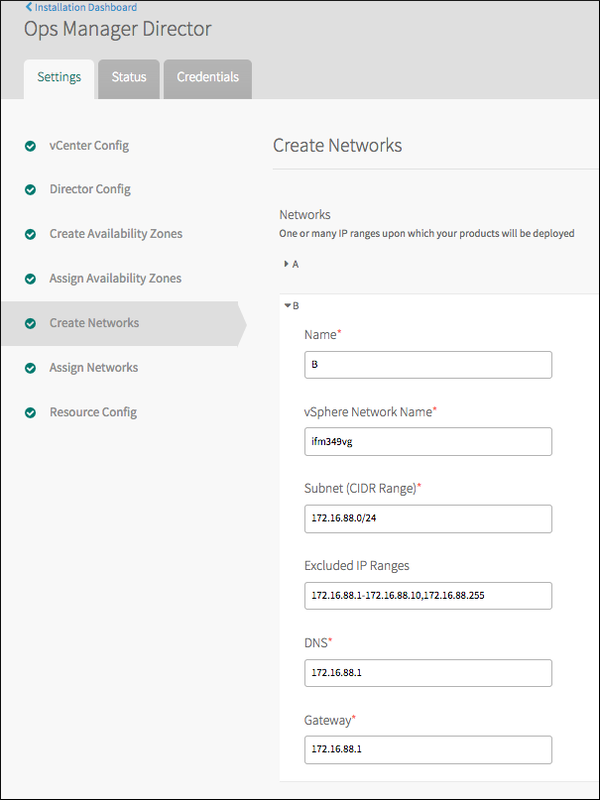 Installation Dashboard
Ops Manager Director
Settings
Status
Credentials
vCenter Config
Director Config
Create Availability Zones
Assign Availability Zones
Create Networks
Assign Networks
Resource Config
Create Networks
Networks
One or many IP ranges upon which your products will be deployed
A
B
Name*
B
vSphere Network Name*
ifm349vg
Subnet (CIDR Range)*
172.16.88.0/24
Excluded IP Ranges
172.16.88.1-172.16.88.10,172.16.88.255
DNS*
172.16.88.1
Gateway*
172.16.88.1